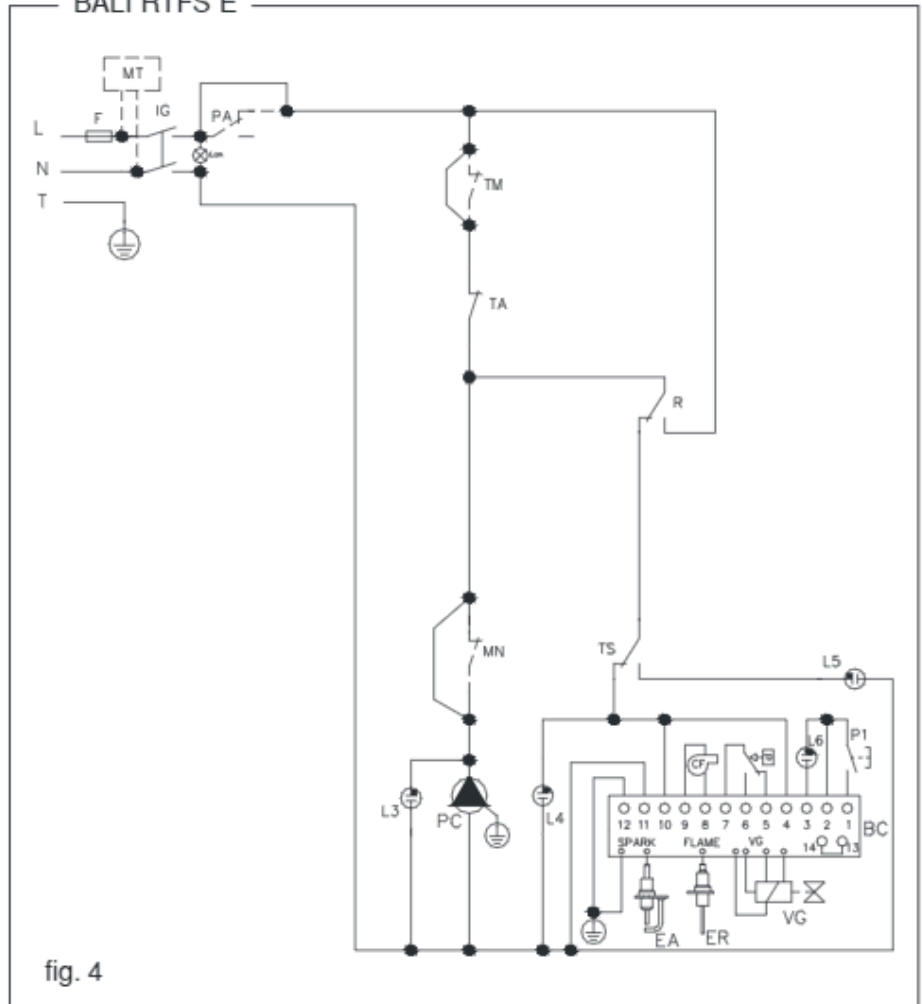 BALI RTFS E
MT
F
IG
PA
L
N
T
TM
TA
R
MN
TS
L5
L3
PC
L4
CF
P
L6
P1
12 11 10 9 8 7 6 5 4 3 2 1
BC
SPARK FLAME VG 14 13
EA ER VG
fig. 4